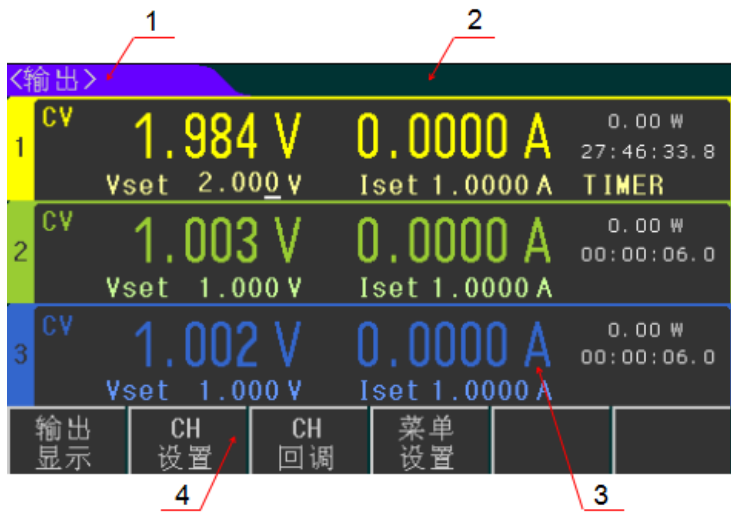 1 2
<输出>
1 CV 1.984 V 0.0000 A 0.00 W
27:46:33.8
Vset 2.000 V Iset 1.0000 A TIMER
2 CV 1.003 V 0.0000 A 0.00 W
00:00:06.0
Vset 1.000 V Iset 1.0000 A
3 CV 1.002 V 0.0000 A 0.00 W
00:00:06.0
Vset 1.000 V Iset 1.0000 A
输出 CH CH 菜单
显示 设置 回调 设置
4 3